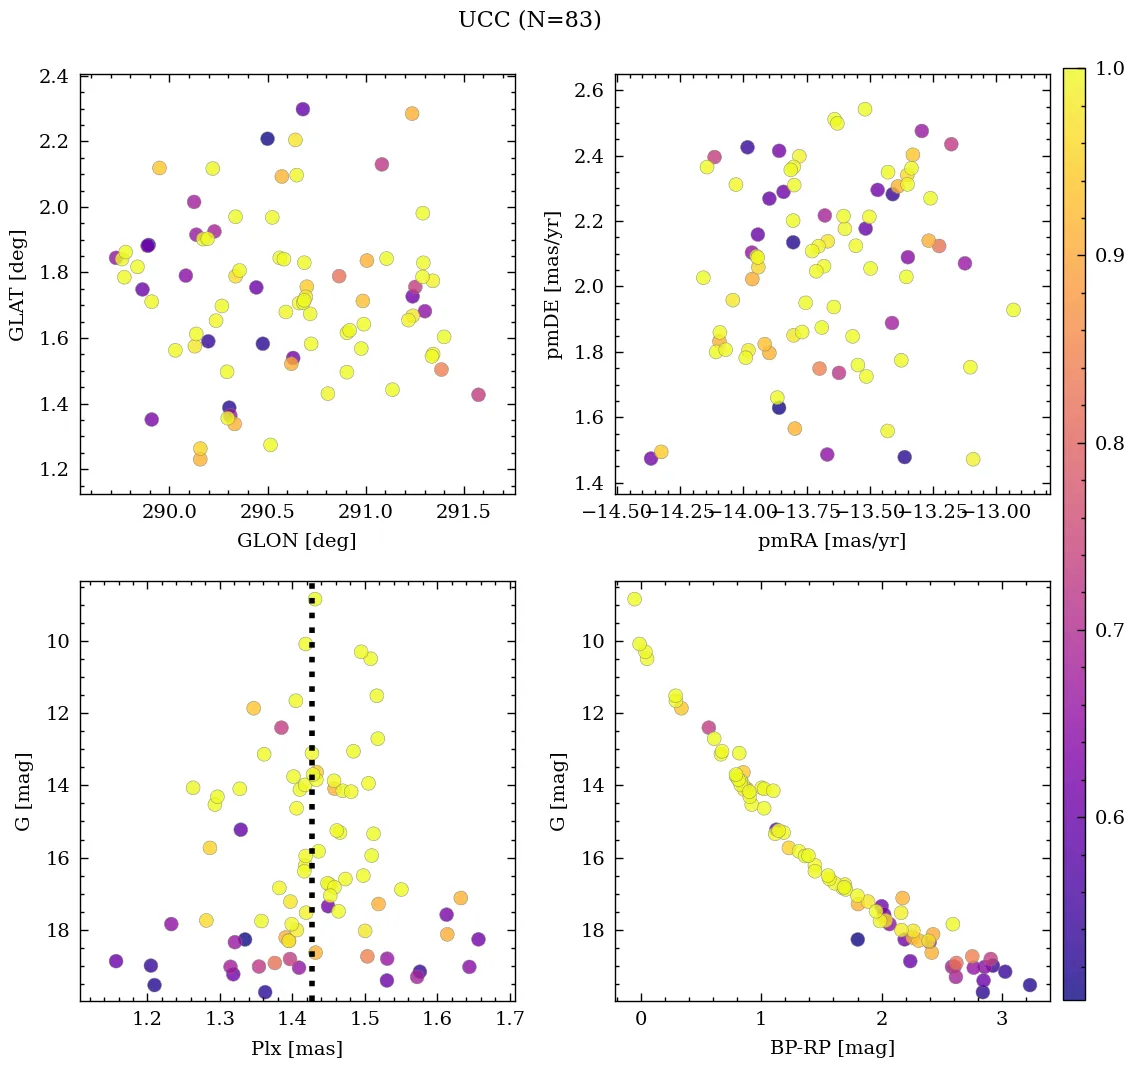 UCC (N=83)
2.4
2.2
2.0
1.8
1.6
1.4
1.2
GLAT [deg]
290.0 290.5 291.0 291.5
GLON [deg]
2.6
2.4
2.2
2.0
1.8
1.6
1.4
pmDE [mas/yr]
−14.50 −14.25 −14.00 −13.75 −13.50 −13.25 −13.00
pmRA [mas/yr]
1.0
0.9
0.8
0.7
0.6
10
12
14
16
18
G [mag]
1.2 1.3 1.4 1.5 1.6 1.7
Plx [mas]
10
12
14
16
18
G [mag]
0 1 2 3
BP-RP [mag]